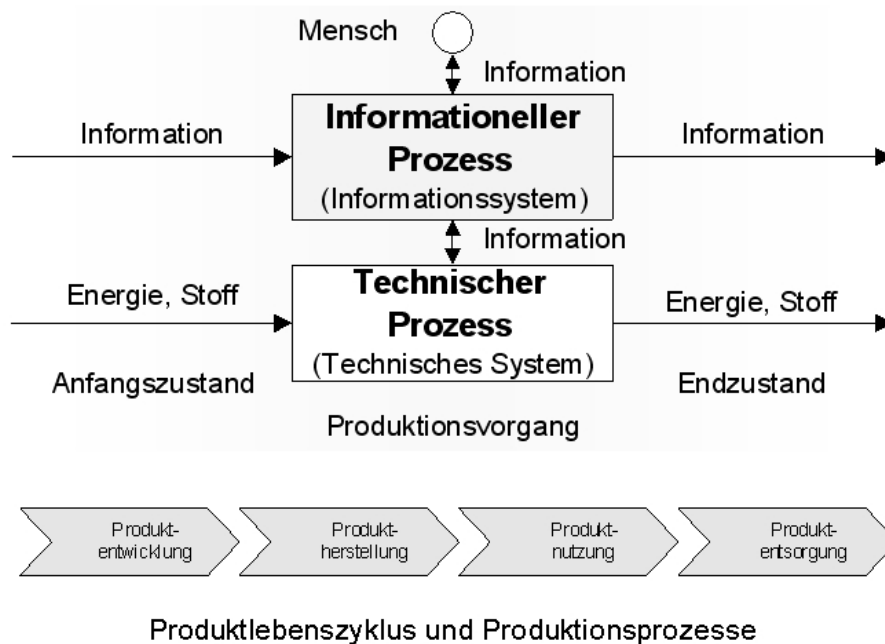 Mensch
Information
Information
Informationeller
Prozess
(Informationssystem)
Information
Information
Energie, Stoff
Technischer
Prozess
(Technisches System)
Energie, Stoff
Anfangszustand
Endzustand
Produktionsvorgang
Produkt-
entwicklung
Produkt-
herstellung
Produkt-
nutzung
Produkt-
entsorgung
Produktlebenszyklus und Produktionsprozesse